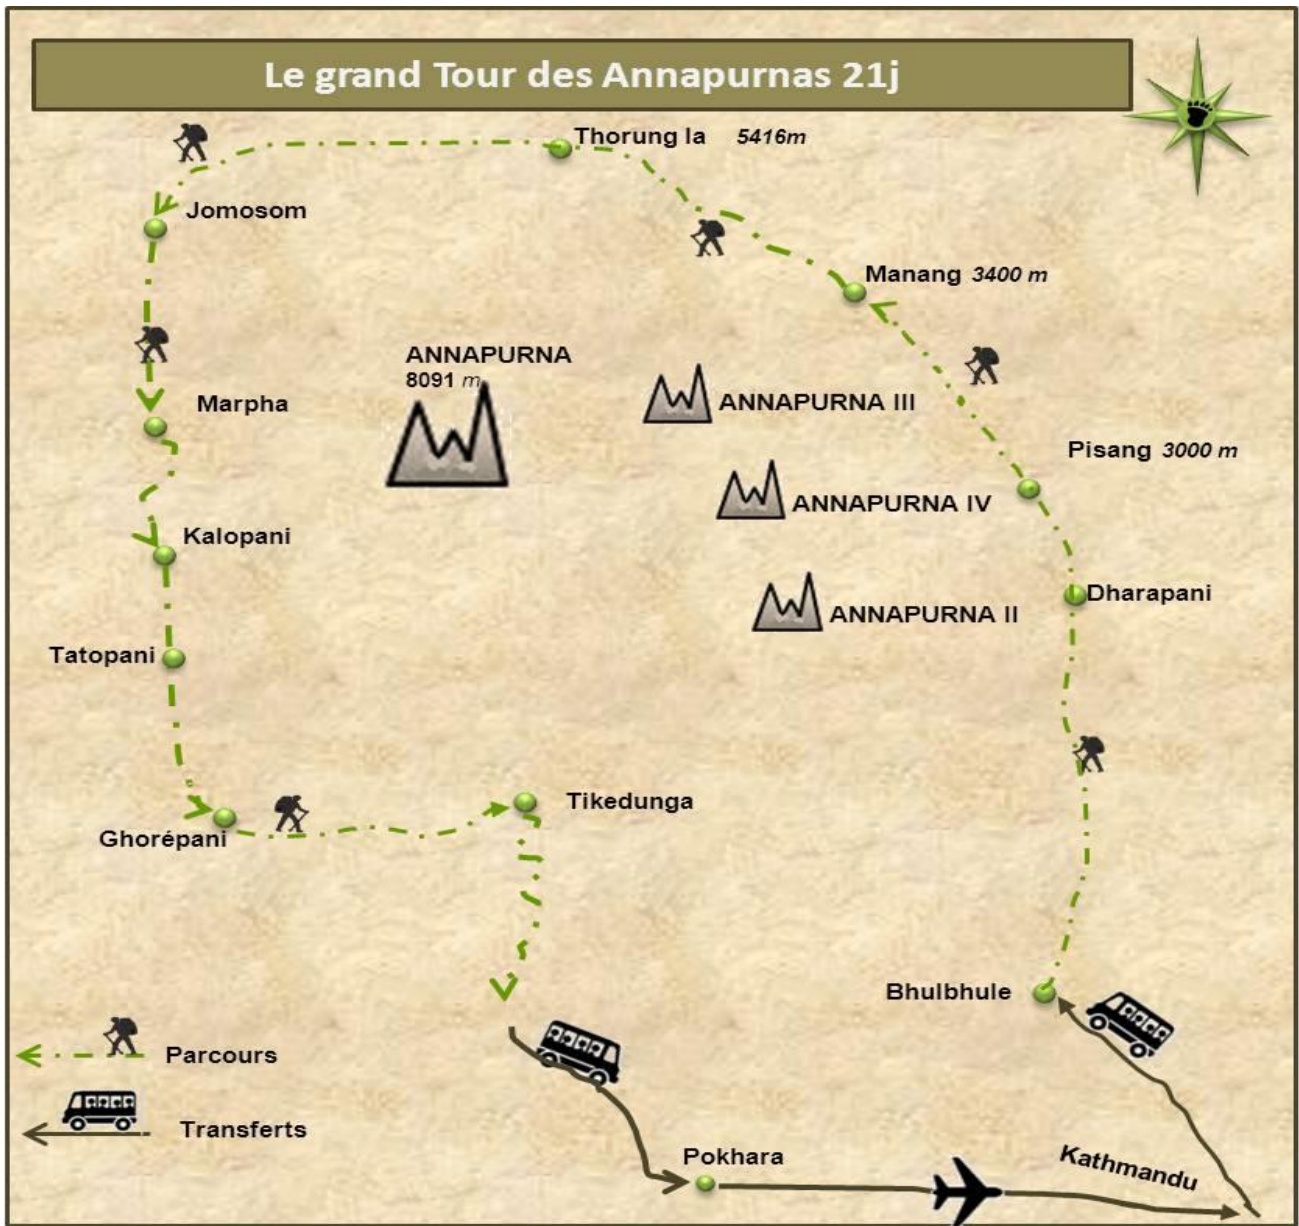 Le grand Tour des Annapurnas 21j
Thorung la 5416m
Jomosom
Manang 3400 m
ANNAPURNA
8091 m
Marpha
ANNAPURNA III
Pisang 3000 m
ANNAPURNA IV
Kalopani
Dharapani
ANNAPURNA II
Tatopani
Tikedunga
Ghorépani
Bhulbhule
Parcours
Transferts
Pokhara
Kathmandu